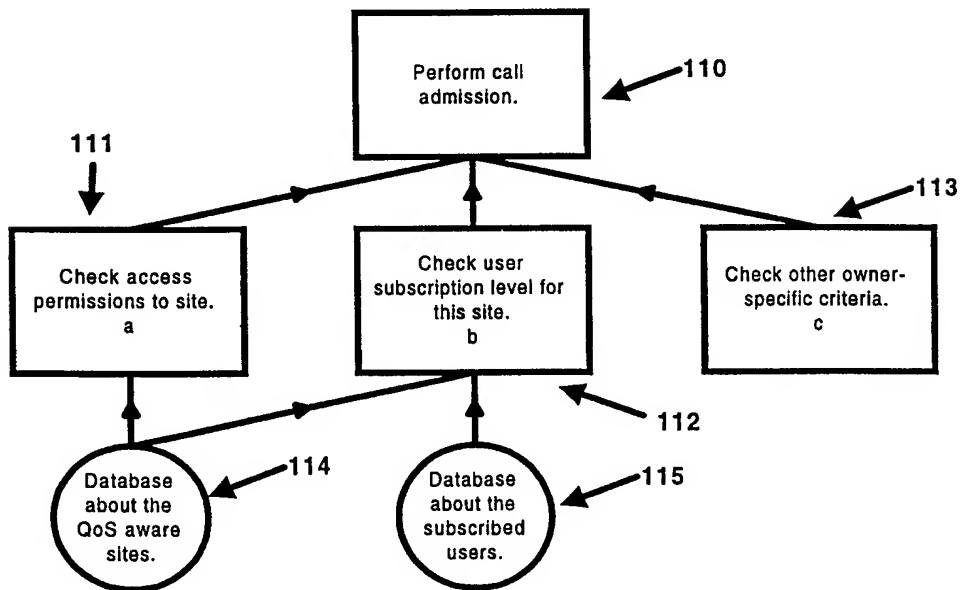 Perform call
admission.
110
111
113
Check access
permissions to site.
a
Check user
subscription level for
this site.
b
Check other owner-
specific criteria.
c
112
114
115
Database
about the
QoS aware
sites.
Database
about the
subscribed
users.